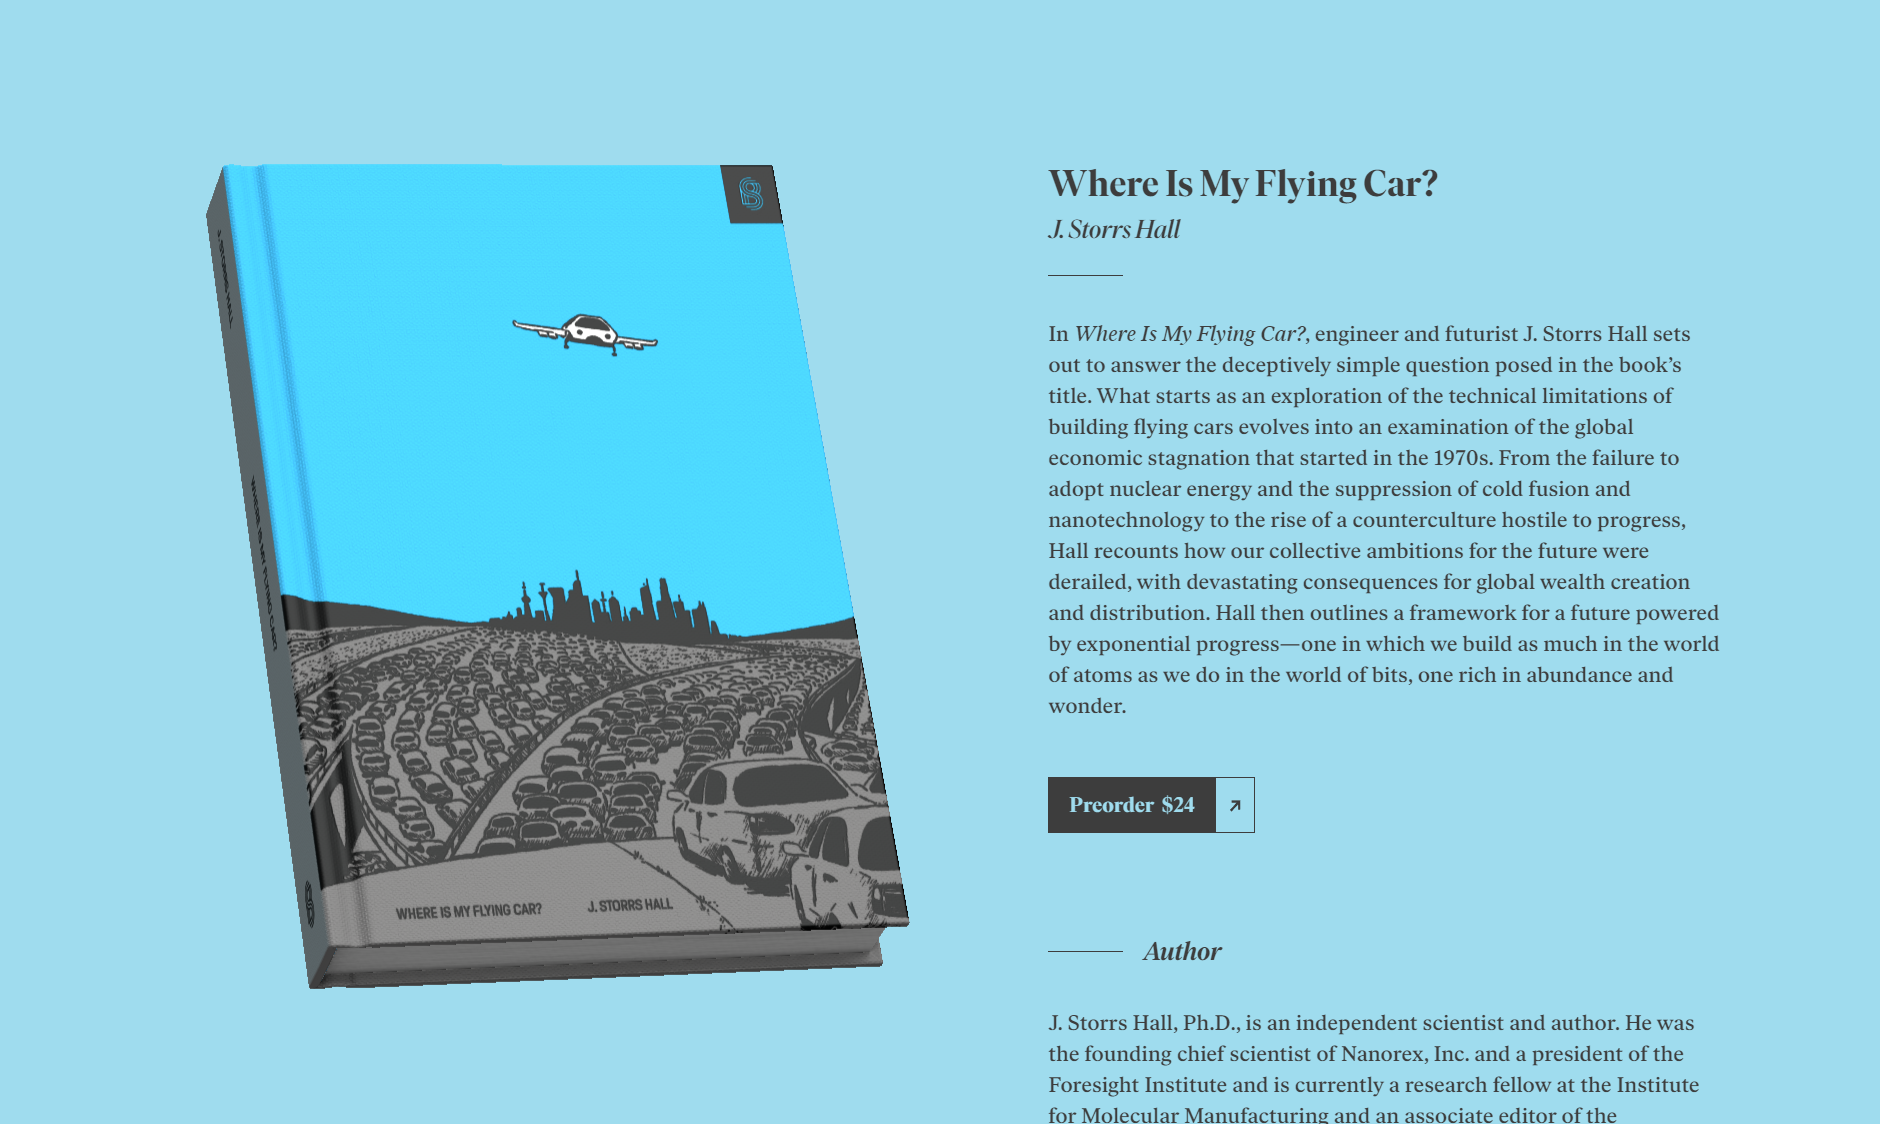 J. STORRS HALL
WHERE IS MY FLYING CAR?
WHERE IS MY FLYING CAR?
J. STORRS HALL
Where Is My Flying Car?
J. Storrs Hall
In Where Is My Flying Car?, engineer and futurist J. Storrs Hall sets
out to answer the deceptively simple question posed in the book’s
title. What starts as an exploration of the technical limitations of
building flying cars evolves into an examination of the global
economic stagnation that started in the 1970s. From the failure to
adopt nuclear energy and the suppression of cold fusion and
nanotechnology to the rise of a counterculture hostile to progress,
Hall recounts how our collective ambitions for the future were
derailed, with devastating consequences for global wealth creation
and distribution. Hall then outlines a framework for a future powered
by exponential progress—one in which we build as much in the world
of atoms as we do in the world of bits, one rich in abundance and
wonder.
Preorder $24
Author
J. Storrs Hall, Ph.D., is an independent scientist and author. He was
the founding chief scientist of Nanorex, Inc. and a president of the
Foresight Institute and is currently a research fellow at the Institute
for Molecular Manufacturing and an associate editor of the